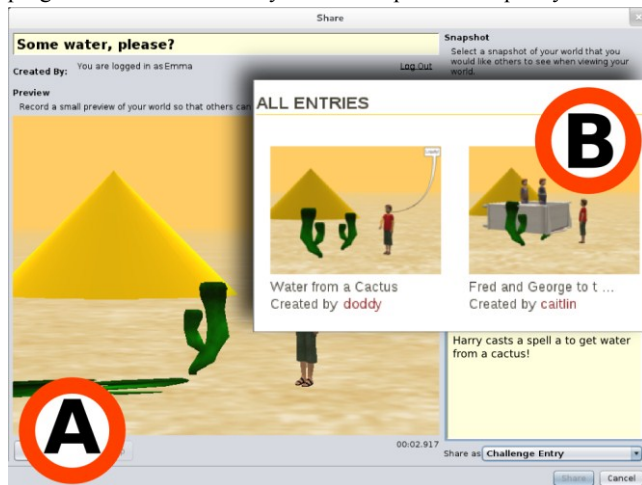 Share
Some water, please?
Created By: You are logged in as Emma
Log Out
Preview
Record a small preview of your world so that others can
Snapshot
Select a snapshot of your world that you
would like others to see when viewing your
world.
ALL ENTRIES
B
Water from a Cactus
Created by doddy
Fred and George to t ...
Created by caitlin
Harry casts a spell a to get water
from a cactus!
A
00:02.917
Share as Challenge Entry
Share
Cancel